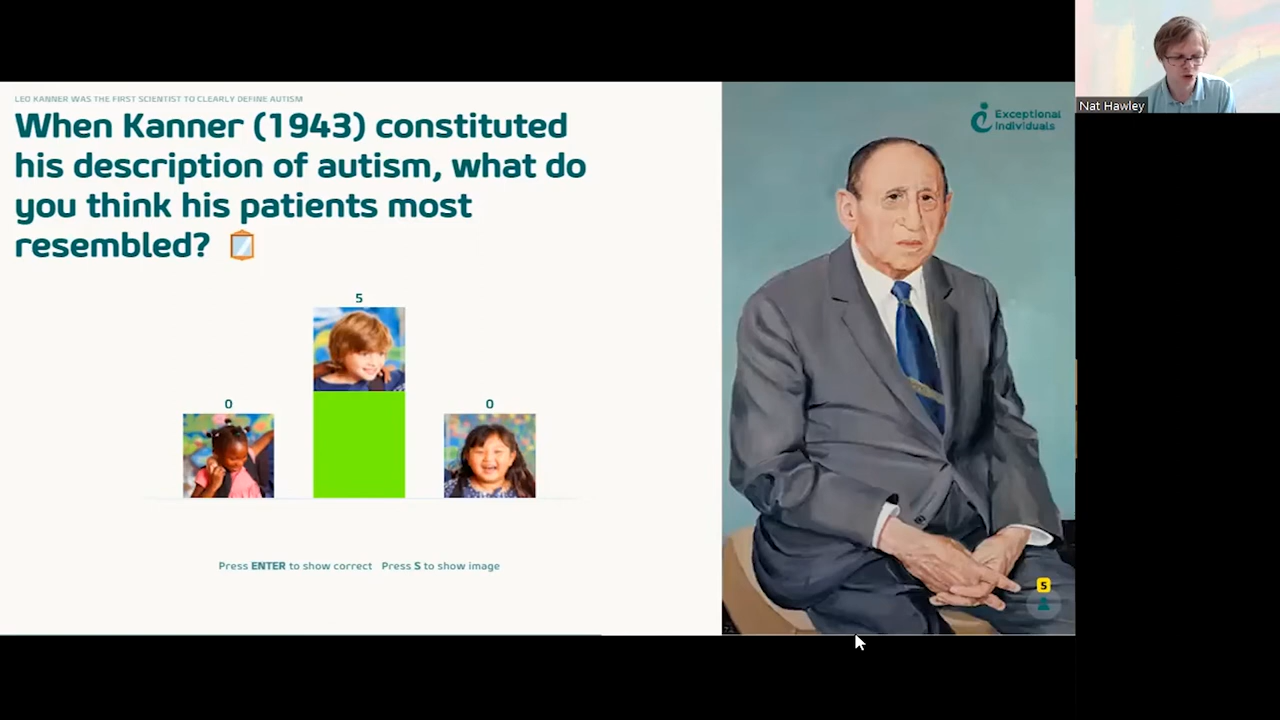 LEO KANNER WAS THE FIRST SCIENTIST TO CLEARLY DEFINE AUTISM
When Kanner (1943) constituted
his description of autism, what do
you think his patients most
resembled?
5
0
0
Press ENTER to show correct Press S to show image
Exceptional
Individuals
5
Nat Hawley